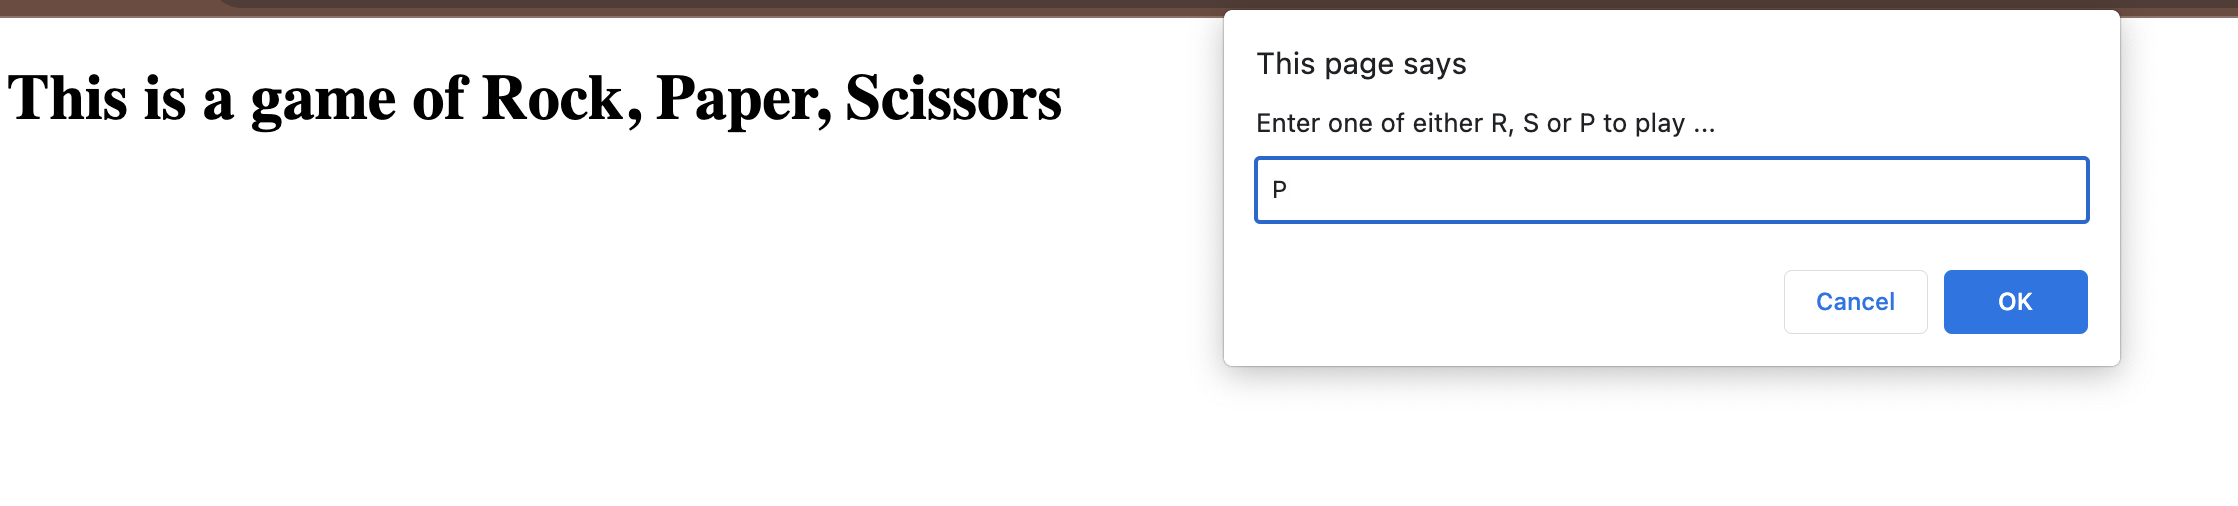 This is a game of Rock, Paper, Scissors
This page says
Enter one of either R, S or P to play ...
P
Cancel
OK